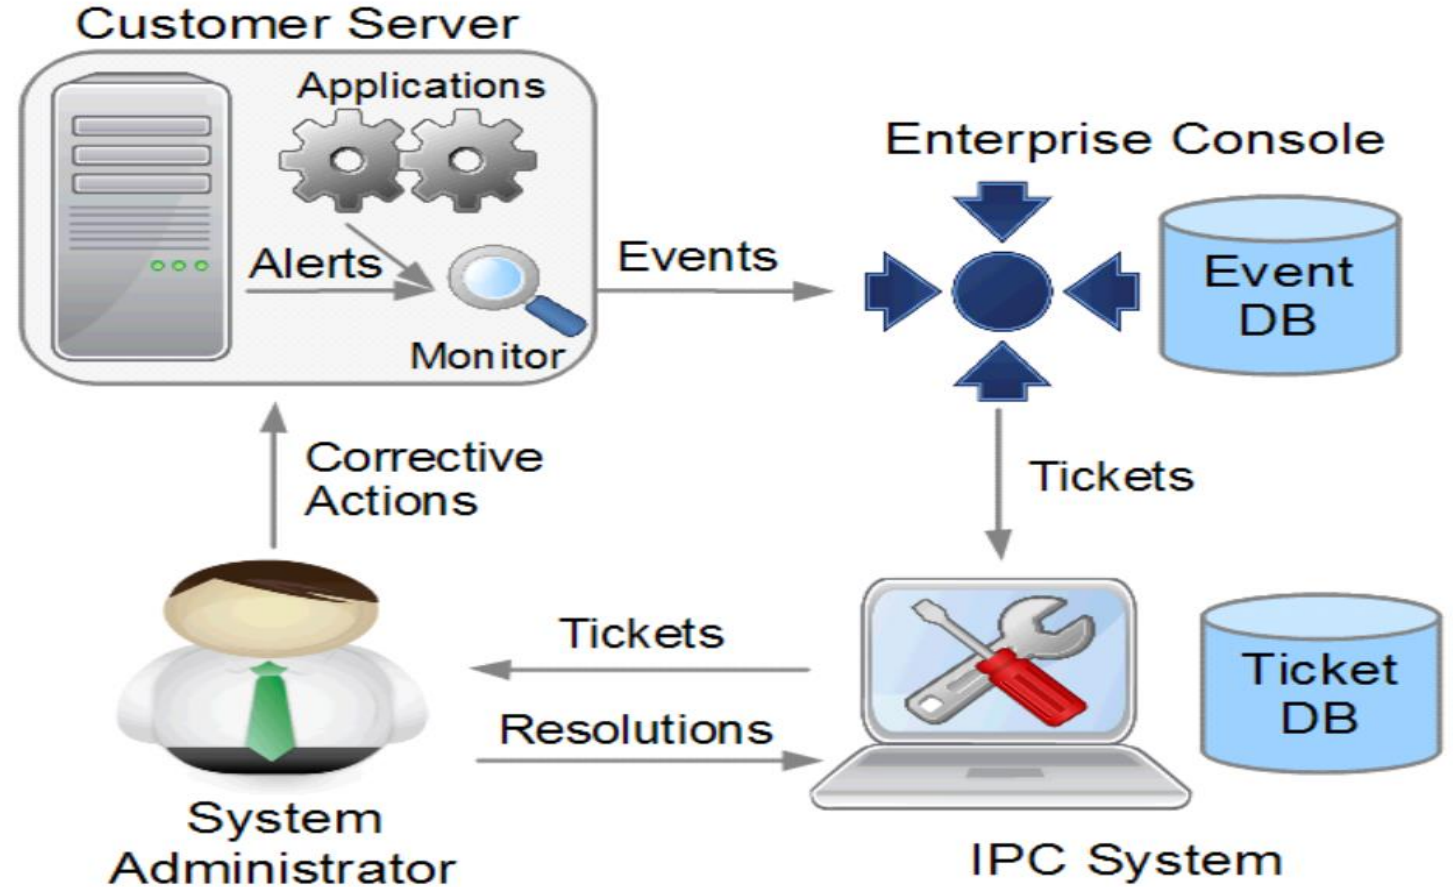 Customer Server
Applications
Alerts
Monitor
Events
Enterprise Console
Event
DB
Corrective
Actions
Tickets
Tickets
Resolutions
Ticket
DB
System
Administrator
IPC System